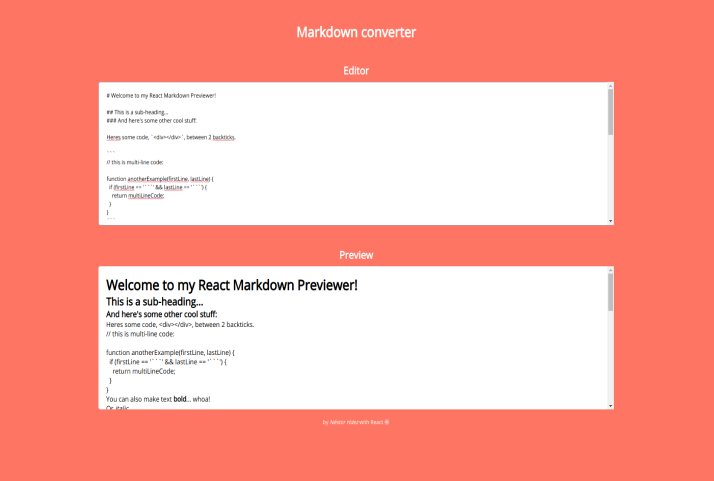 Markdown converter
Editor
# Welcome to my React Markdown Previewer!
## This is a sub-heading...
### And here's some other cool stuff:
Heres some code, `<div></div>`, between 2 backticks.
```
// this is multi-line code:
function anotherExample(firstLine, lastLine) {
if (firstLine == '```' && lastLine == '```') {
return multiLineCode;
}
}
```
Preview
Welcome to my React Markdown Previewer!
This is a sub-heading...
And here's some other cool stuff:
Heres some code, <div></div>, between 2 backticks.
// this is multi-line code:
function anotherExample(firstLine, lastLine) {
if (firstLine == '```' && lastLine == '```') {
return multiLineCode;
}
}
You can also make text bold... whoa!
Or italic.
by with React